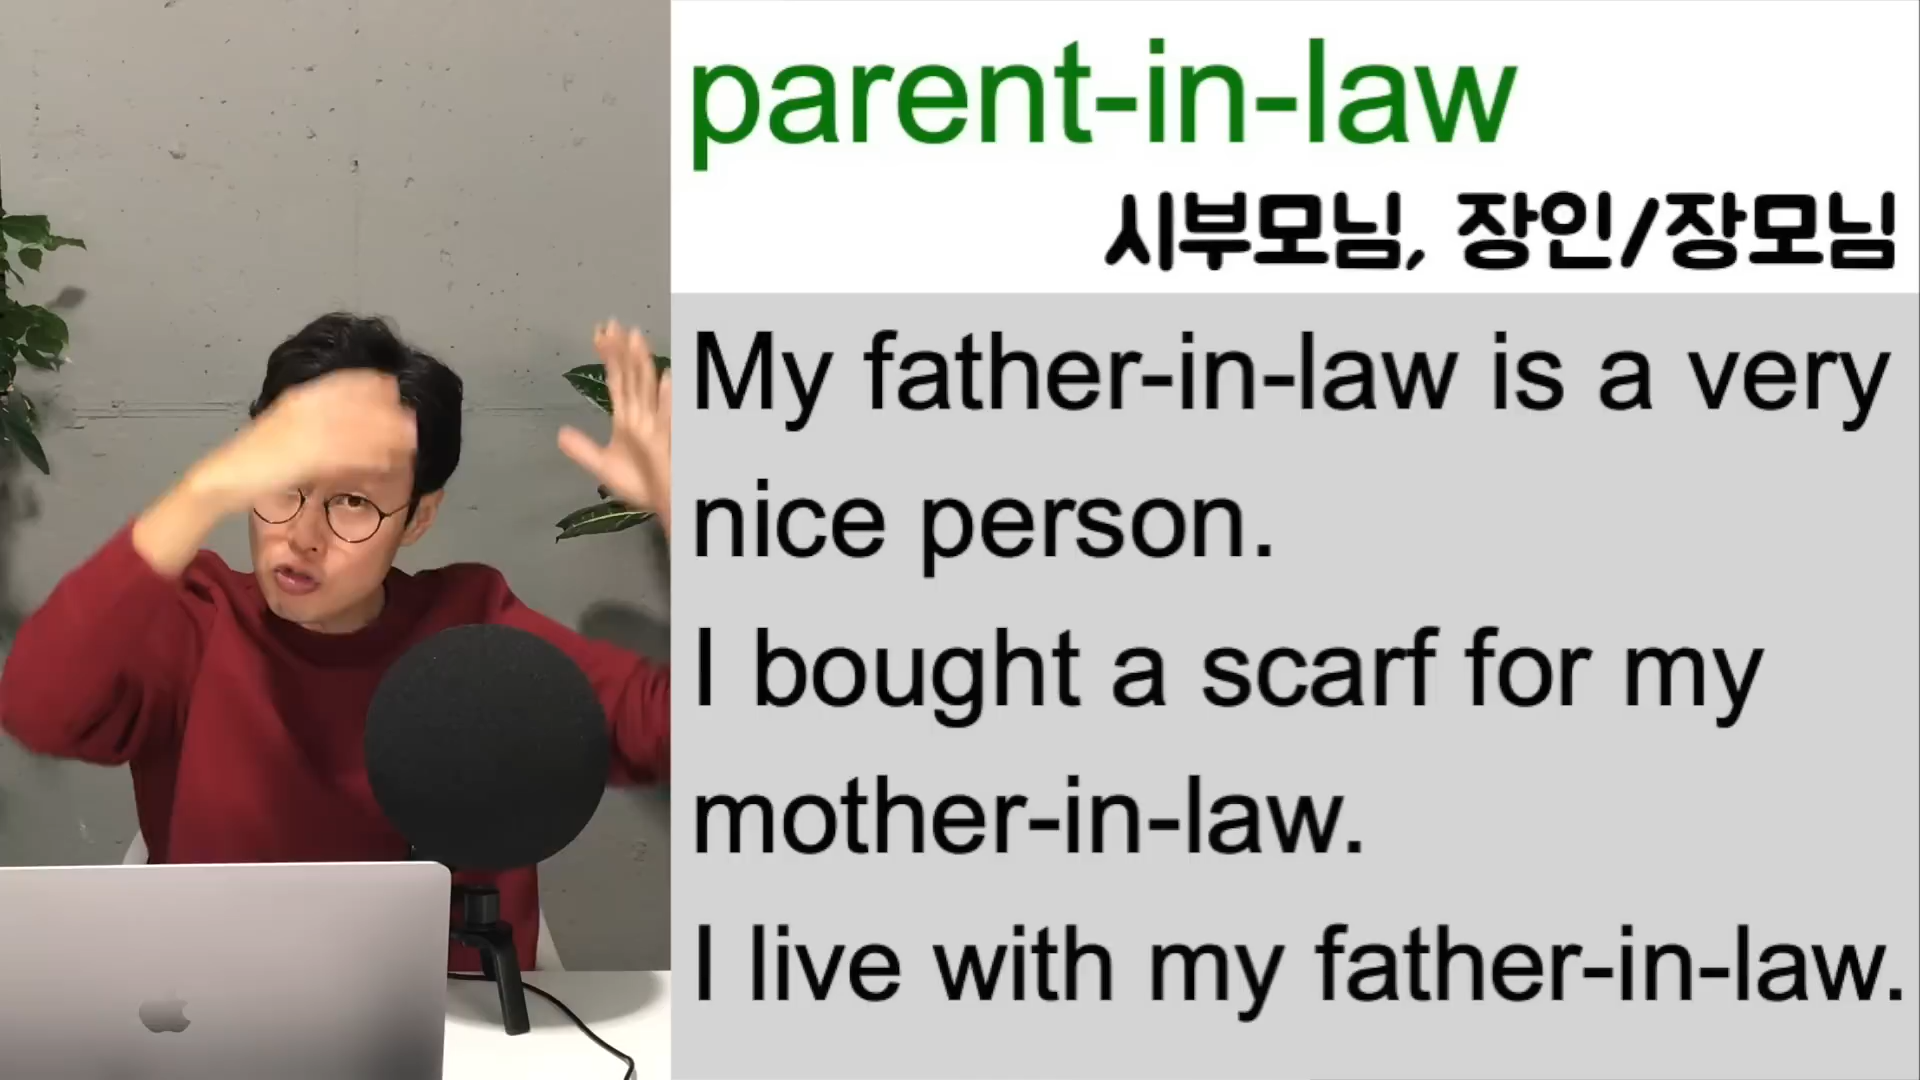 parent-in-law
시부모님, 장인/장모님
My father-in-law is a very
nice person.
I bought a scarf for my
mother-in-law.
I live with my father-in-law.